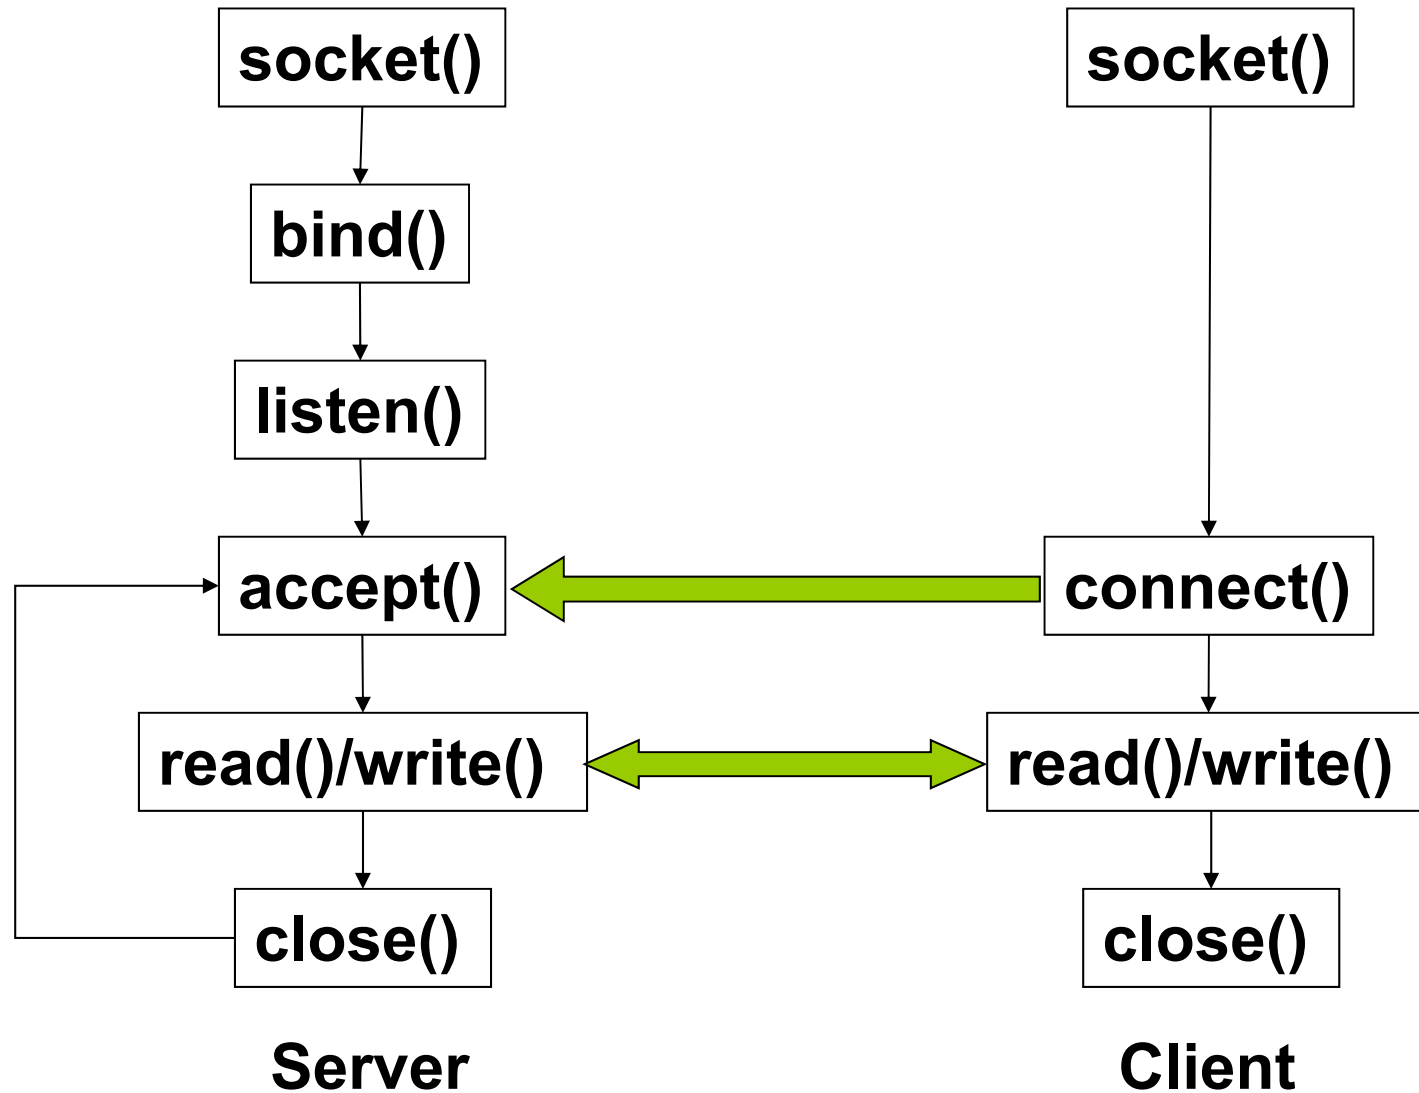 socket()
bind()
listen()
accept()
read()/write()
close()
Server
socket()
connect()
read()/write()
close()
Client